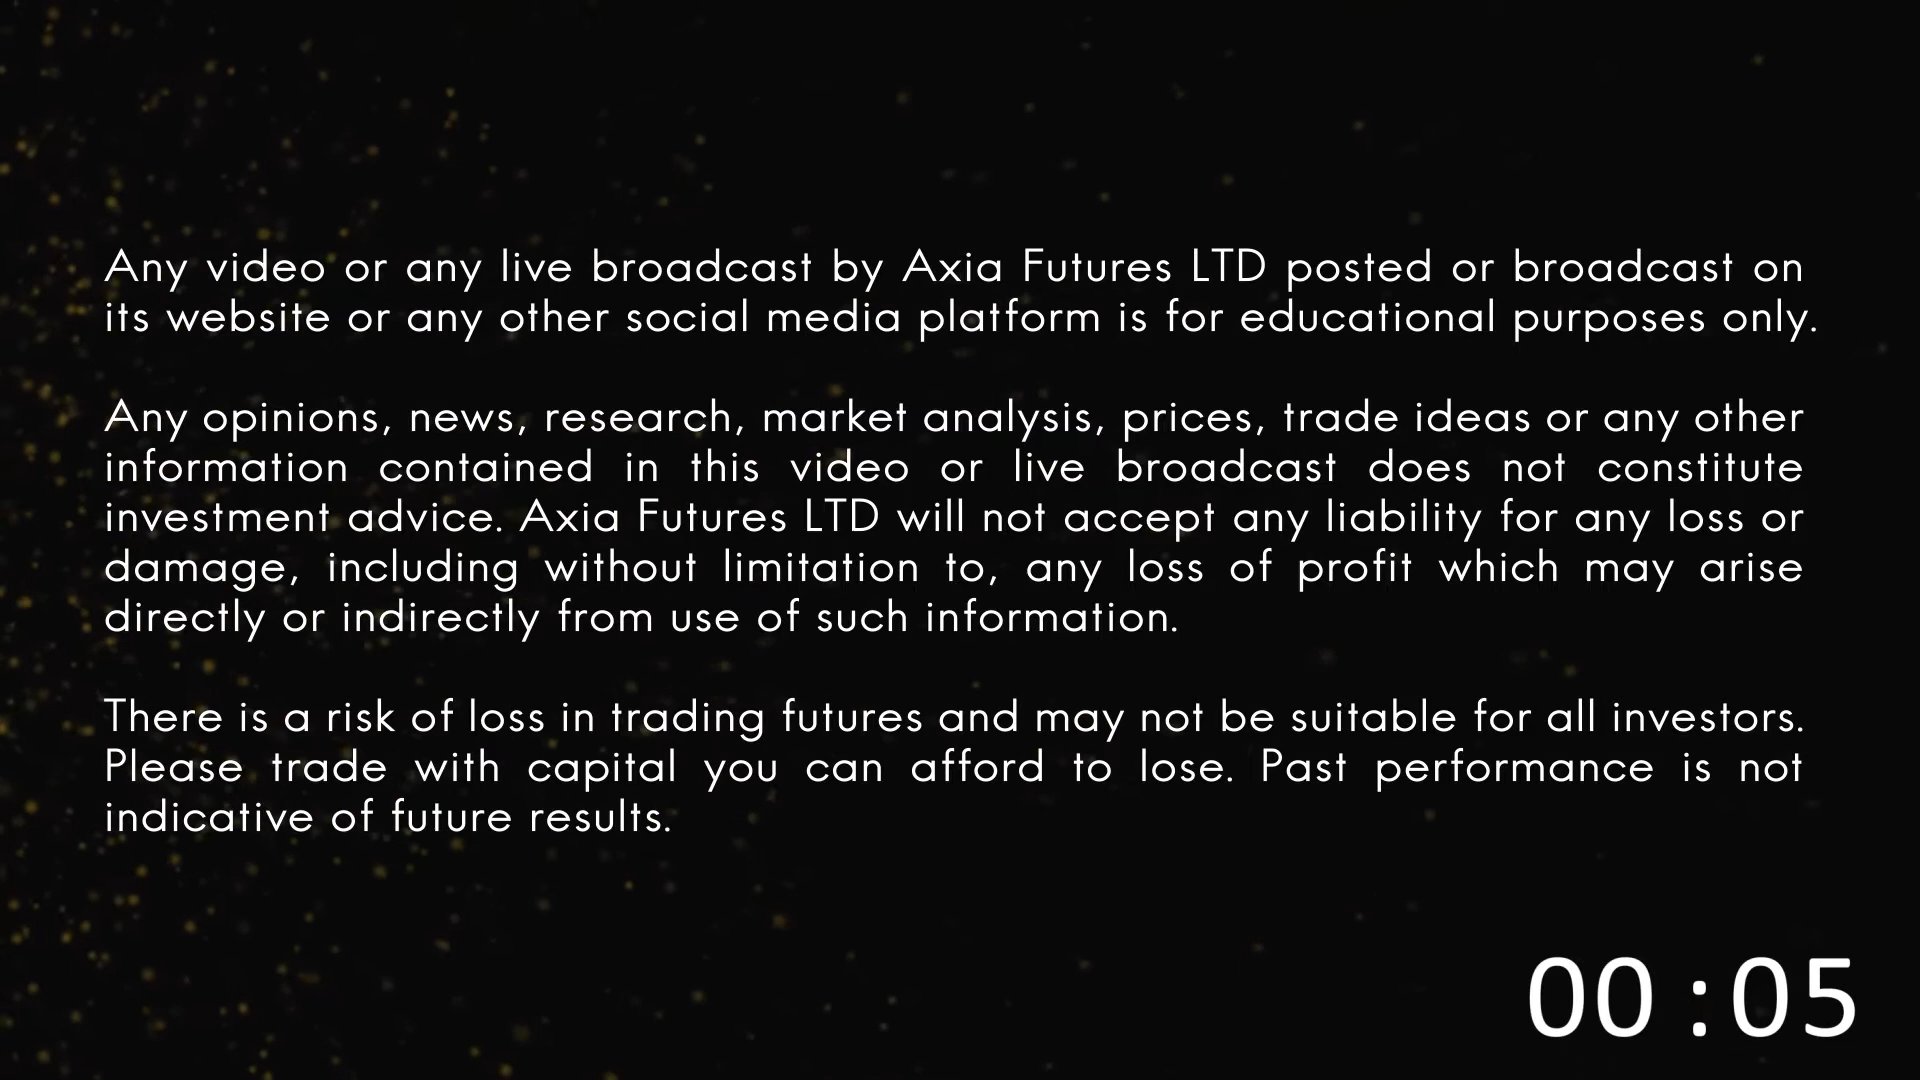 Any video or any live broadcast by Axia Futures LTD posted or broadcast on
its website or any other social media platform is for educational purposes only.
Any opinions, news, research, market analysis, prices, trade ideas or any other
information contained in this video or live broadcast does not constitute
investment advice. Axia Futures LTD will not accept any liability for any loss or
damage, including without limitation to, any loss of profit which may arise
directly or indirectly from use of such information.
There is a risk of loss in trading futures and may not be suitable for all investors.
Please trade with capital you can afford to lose. Past performance is not
indicative of future results.
00 :05